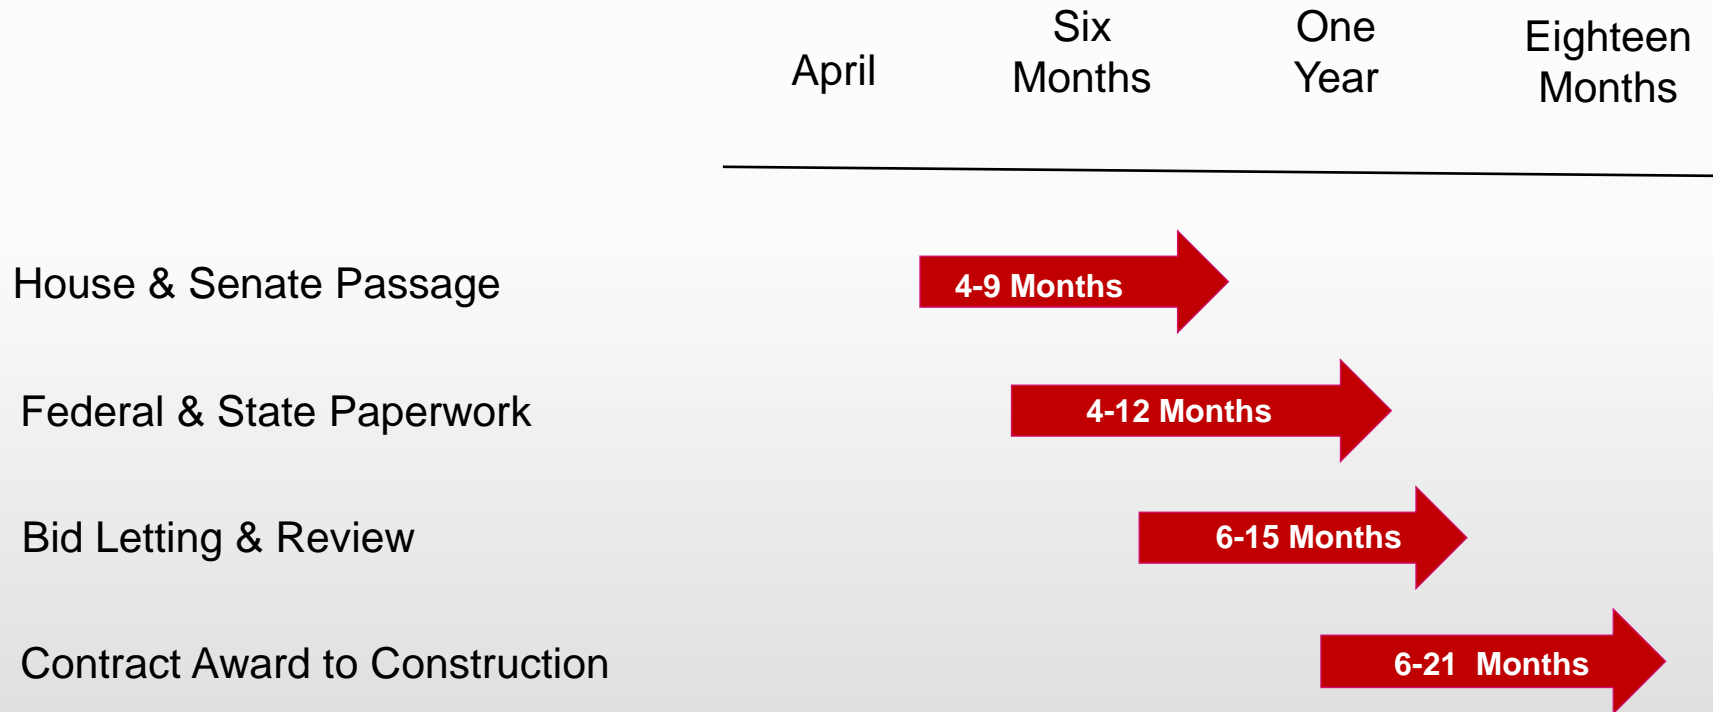 April
Six
Months
One
Year
Eighteen
Months
House & Senate Passage
4-9 Months
Federal & State Paperwork
4-12 Months
Bid Letting & Review
6-15 Months
Contract Award to Construction
6-21 Months